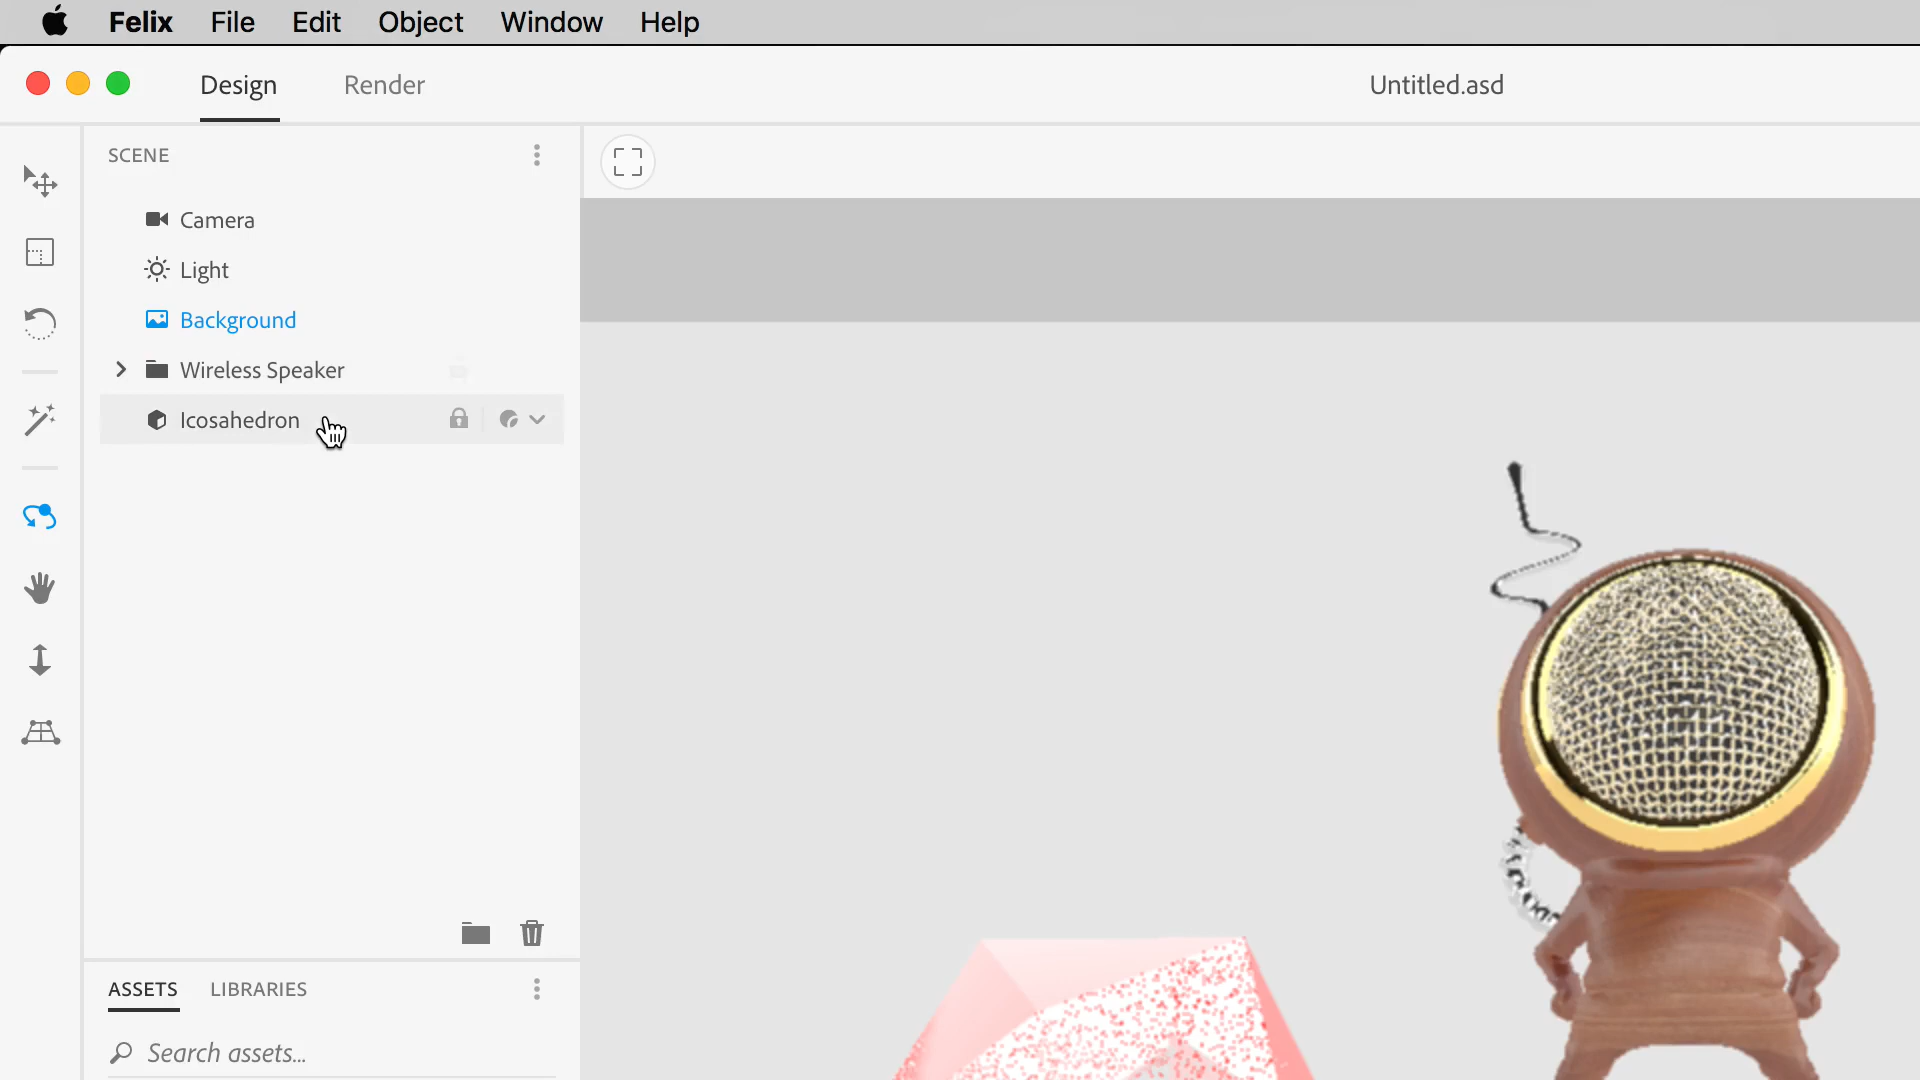 Felix File Edit Object Window Help
Design Render Untitled.asd
SCENE
Camera
Light
Background
Wireless Speaker
Icosahedron
ASSETS LIBRARIES
Search assets...